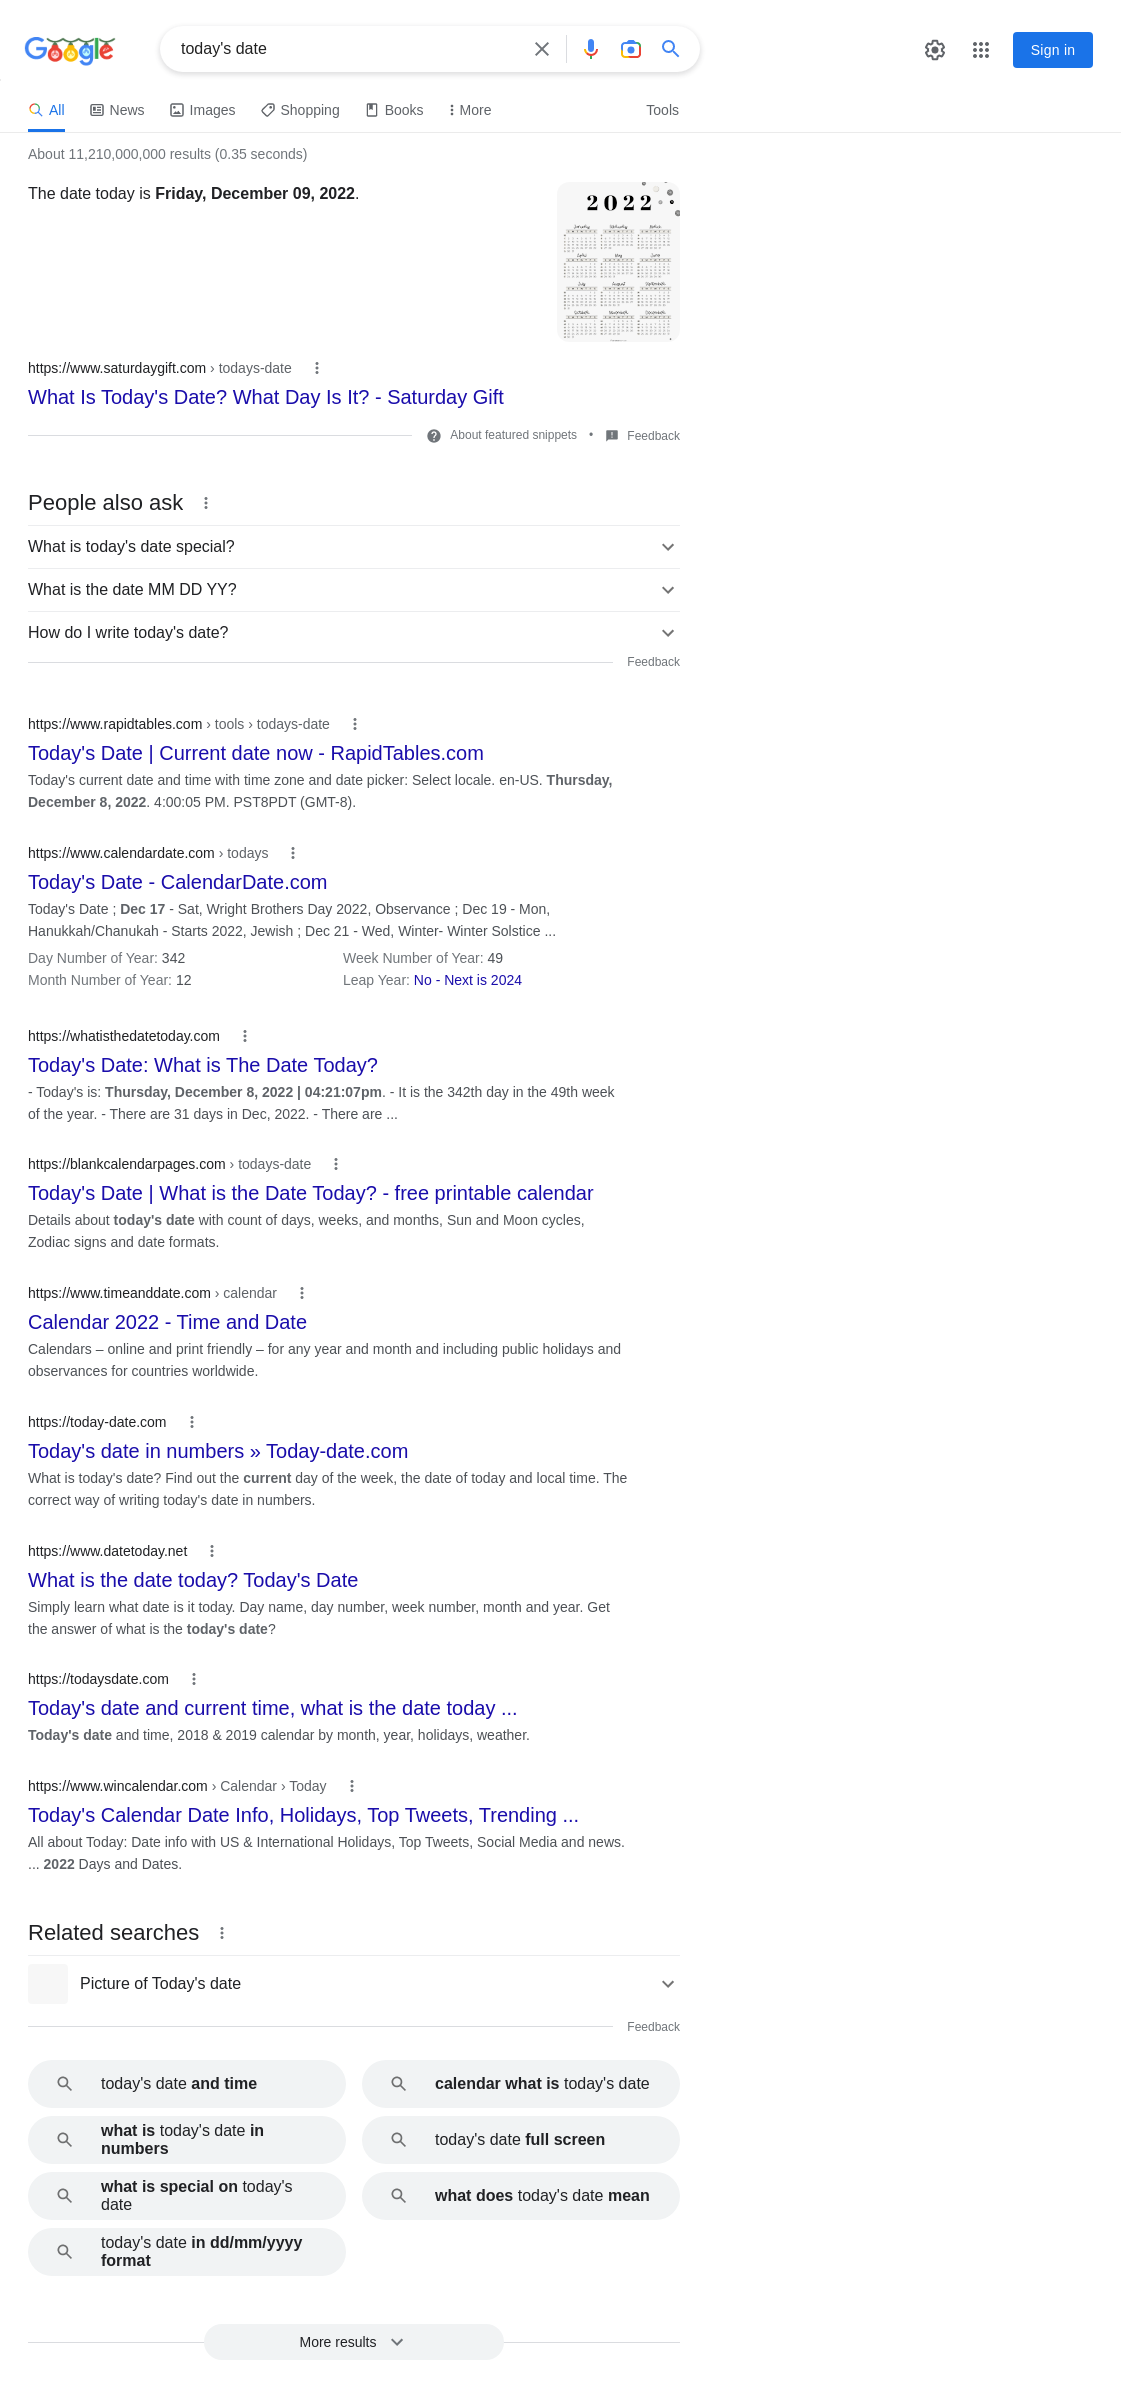 Google
today's date
Sign in
All
News
Images
Shopping
Books
More
Tools
About 11,210,000,000 results (0.35 seconds)
The date today is Friday, December 09, 2022.
2022
https://www.saturdaygift.com › todays-date
What Is Today's Date? What Day Is It? - Saturday Gift
About featured snippets • Feedback
People also ask
What is today's date special?
What is the date MM DD YY?
How do I write today's date?
Feedback
https://www.rapidtables.com › tools › todays-date
Today's Date | Current date now - RapidTables.com
Today's current date and time with time zone and date picker: Select locale. en-US. Thursday,
December 8, 2022. 4:00:05 PM. PST8PDT (GMT-8).
https://www.calendardate.com › todays
Today's Date - CalendarDate.com
Today's Date ; Dec 17 - Sat, Wright Brothers Day 2022, Observance ; Dec 19 - Mon,
Hanukkah/Chanukah - Starts 2022, Jewish ; Dec 21 - Wed, Winter- Winter Solstice ...
Day Number of Year: 342
Week Number of Year: 49
Month Number of Year: 12
Leap Year: No - Next is 2024
https://whatisthedatetoday.com
Today's Date: What is The Date Today?
- Today's is: Thursday, December 8, 2022 | 04:21:07pm. - It is the 342th day in the 49th week
of the year. - There are 31 days in Dec, 2022. - There are ...
https://blankcalendarpages.com › todays-date
Today's Date | What is the Date Today? - free printable calendar
Details about today's date with count of days, weeks, and months, Sun and Moon cycles,
Zodiac signs and date formats.
https://www.timeanddate.com › calendar
Calendar 2022 - Time and Date
Calendars – online and print friendly – for any year and month and including public holidays and
observances for countries worldwide.
https://today-date.com
Today's date in numbers » Today-date.com
What is today's date? Find out the current day of the week, the date of today and local time. The
correct way of writing today's date in numbers.
https://www.datetoday.net
What is the date today? Today's Date
Simply learn what date is it today. Day name, day number, week number, month and year. Get
the answer of what is the today's date?
https://todaysdate.com
Today's date and current time, what is the date today ...
Today's date and time, 2018 & 2019 calendar by month, year, holidays, weather.
https://www.wincalendar.com › Calendar › Today
Today's Calendar Date Info, Holidays, Top Tweets, Trending ...
All about Today: Date info with US & International Holidays, Top Tweets, Social Media and news.
... 2022 Days and Dates.
Related searches
Picture of Today's date
Feedback
today's date and time
calendar what is today's date
what is today's date in
numbers
today's date full screen
what is special on today's
date
what does today's date mean
today's date in dd/mm/yyyy
format
More results